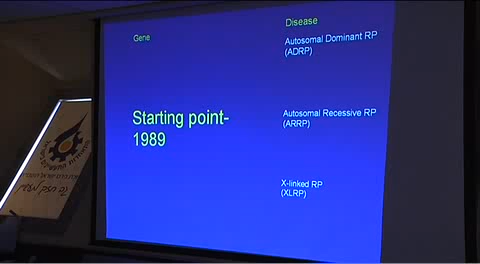 Gene
Disease
Autosomal Dominant RP
(ADRP)
Starting point-
1989
Autosomal Recessive RP
(ARRP)
X-linked RP
(XLRP)